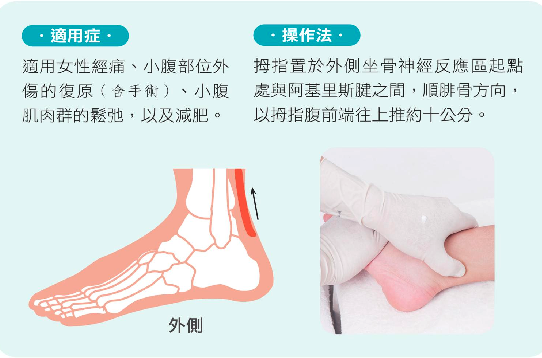 ·適用症·
適用女性經痛、小腹部位外
傷的復原(含手術)、小腹
肌肉群的鬆弛，以及減肥。
·操作法·
拇指置於外側坐骨神經反應區起點
處與阿基里斯腱之間，順腓骨方向，
以拇指腹前端往上推約十公分。
外側